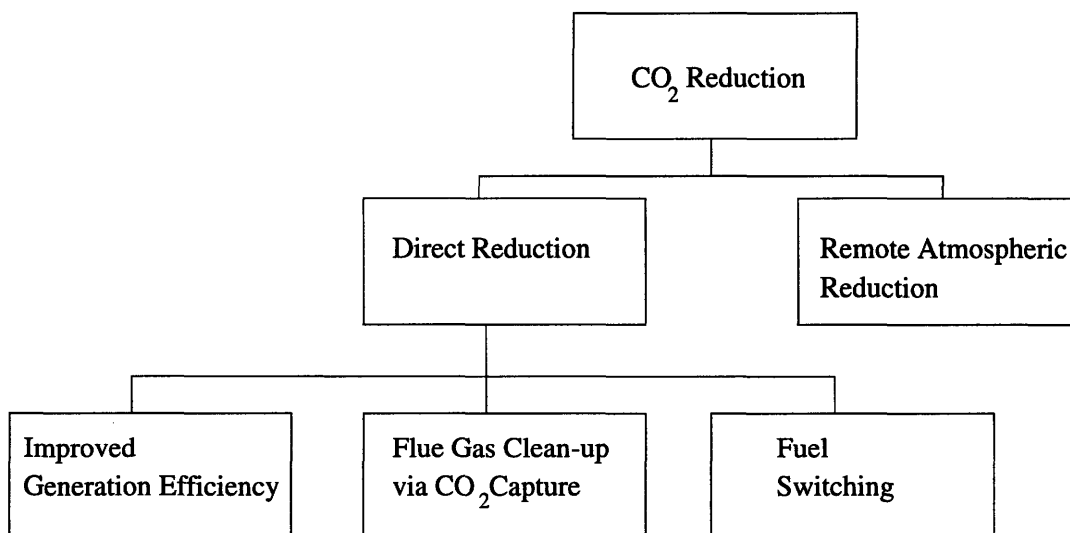 CO₂ Reduction
Direct Reduction
Remote Atmospheric
Reduction
Improved
Generation Efficiency
Flue Gas Clean-up
via CO₂Capture
Fuel
Switching